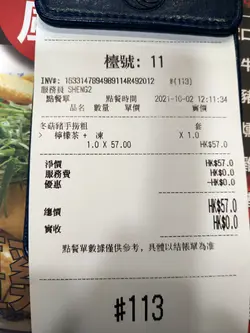 檯號: 11
INV#: 1533147894989114R492012 #(113)
服務員 SHENG2
點餐單 點餐時間 2021-10-02 12:11:34
品名 數量 單價 金額
冬菇豬手撈粗 套
> 檸檬茶 + 凍 X 1.0
1.0 X 57.00 HK$57.0
淨價 HK$57.0
服務費 HK$0.0
優惠 -HK$0.0
總價 HK$57.0
實收 HK$0.0
點餐單數據僅供參考, 具體以結帳單為准
#113